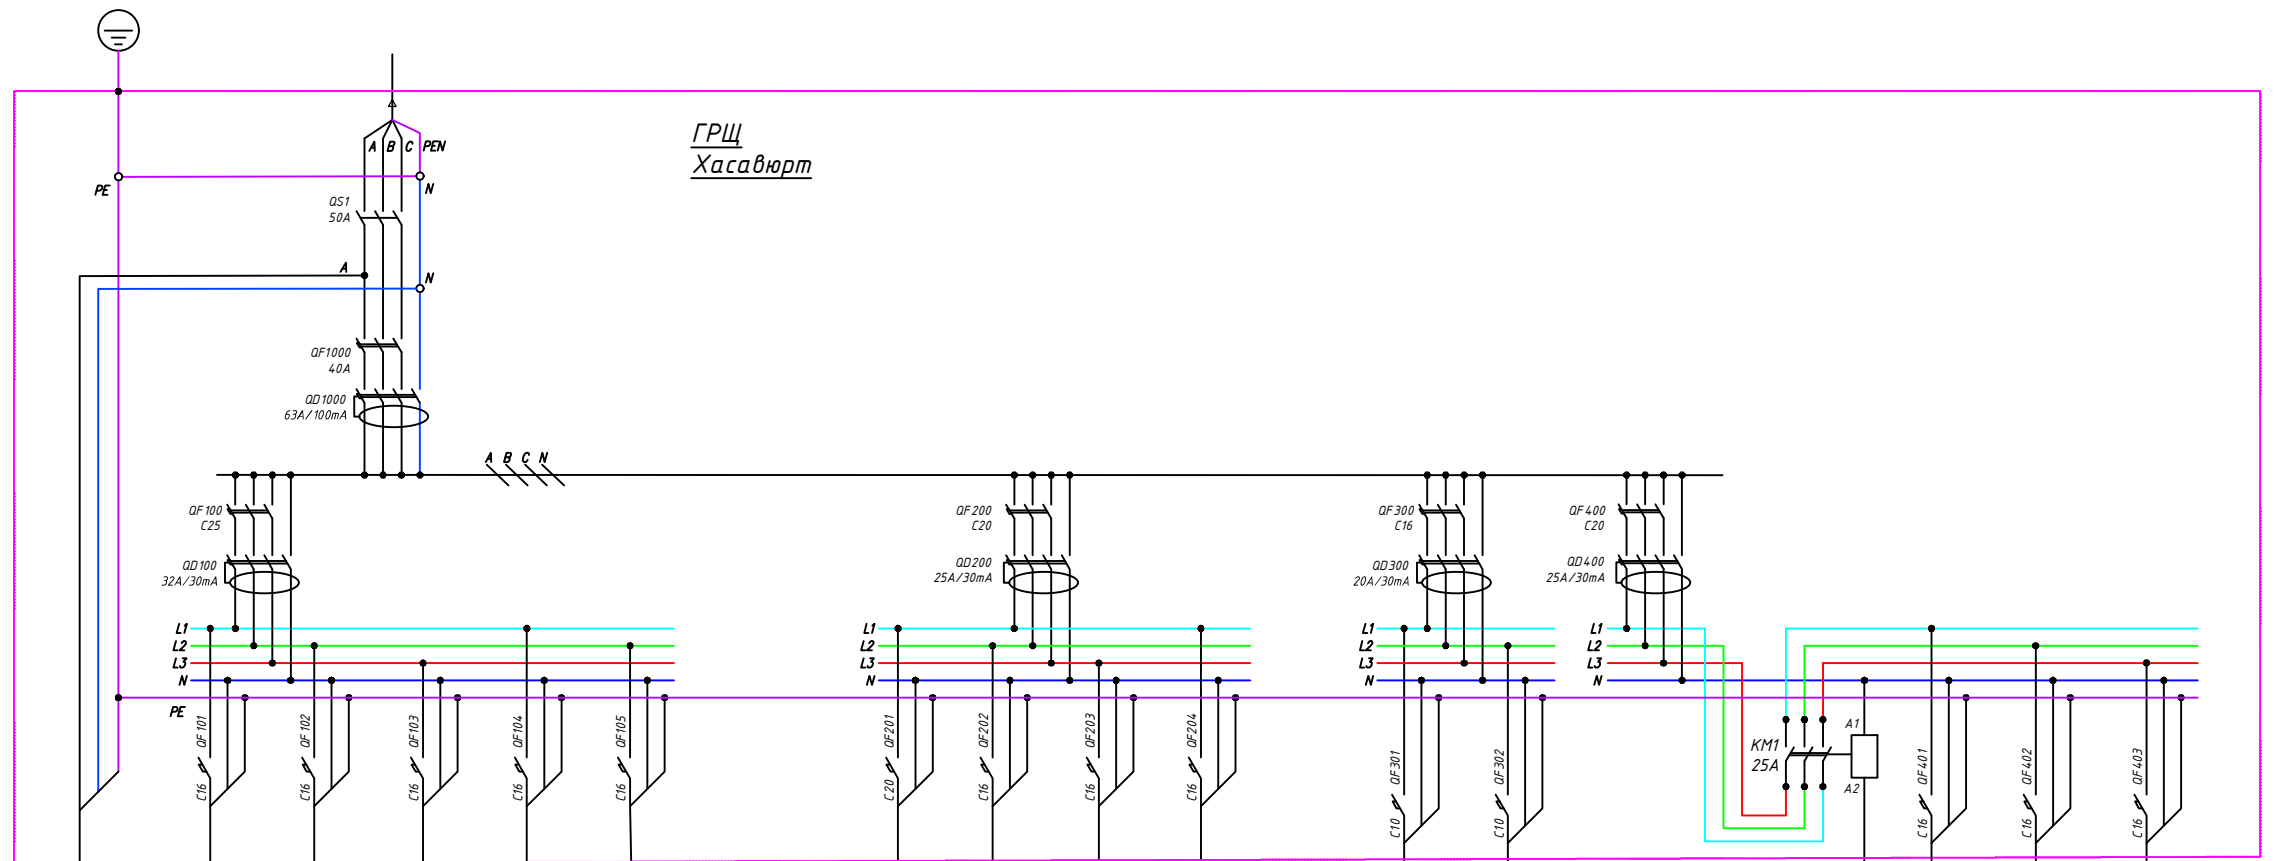 ГРЩ
Хасавюрт
A B C PEN
PE
N
QS1
50A
A
N
QF1000
40A
QD1000
63A/100mA
A B C N
QF100
C25
QF200
C20
QF300
C16
QF400
C20
QD100
32A/30mA
QD200
25A/30mA
QD300
20A/30mA
QD400
25A/30mA
L1
L2
L3
N
PE
L1
L2
L3
N
L1
L2
L3
N
L1
L2
L3
N
QF101
C16
QF102
C16
QF103
C16
QF104
C16
QF105
C16
QF201
C20
QF202
C16
QF203
C16
QF204
C16
QF301
C10
QF302
C10
KM1
25A
A1
A2
QF401
C16
QF402
C16
QF403
C16